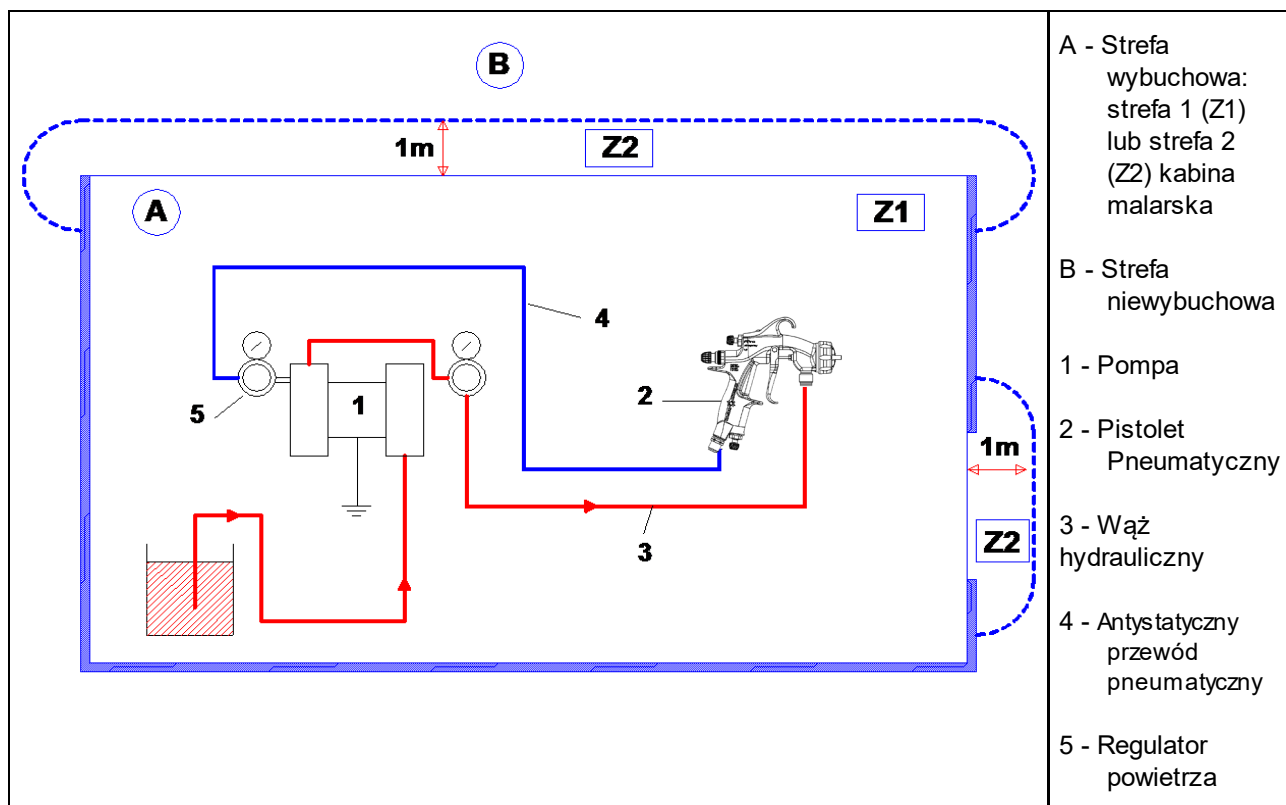 B
1m
Z2
A
Z1
4
5
1
2
1m
3
Z2
A - Strefa
wybuchowa:
strefa 1 (Z1)
lub strefa 2
(Z2) kabina
malarska
B - Strefa
niewybuchowa
1 - Pompa
2 - Pistolet
Pneumatyczny
3 - Wąż
hydrauliczny
4 - Antystatyczny
przewód
pneumatyczny
5 - Regulator
powietrza